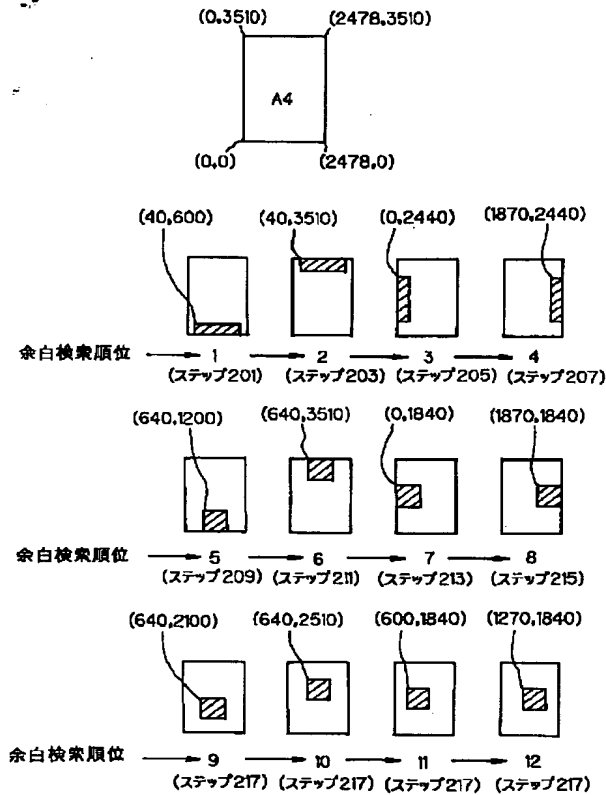 (0,3510) (2478,3510)
A4
(0,0) (2478,0)
(40,600) (40,3510) (0,2440) (1870,2440)
余白検索順位 1 2 3 4
(ステップ201) (ステップ203) (ステップ205) (ステップ207)
(640,1200) (640,3510) (0,1840) (1870,1840)
余白検索順位 5 6 7 8
(ステップ209) (ステップ211) (ステップ213) (ステップ215)
(640,2100) (640,2510) (600,1840) (1270,1840)
余白検索順位 9 10 11 12
(ステップ217) (ステップ217) (ステップ217) (ステップ217)